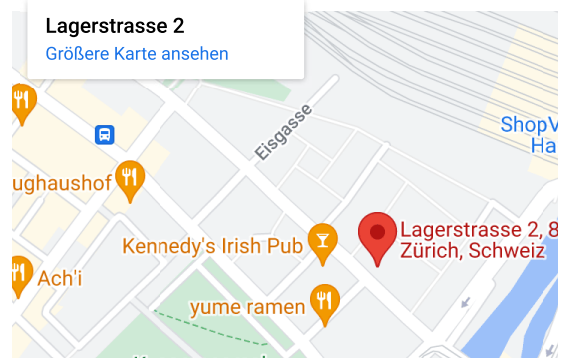 Lagerstrasse 2
Größere Karte ansehen
Eisgasse
ShopV
Ha
ughaushof
Lagerstrasse 2, 8
Zürich, Schweiz
Kennedy's Irish Pub
Ach'i
yume ramen